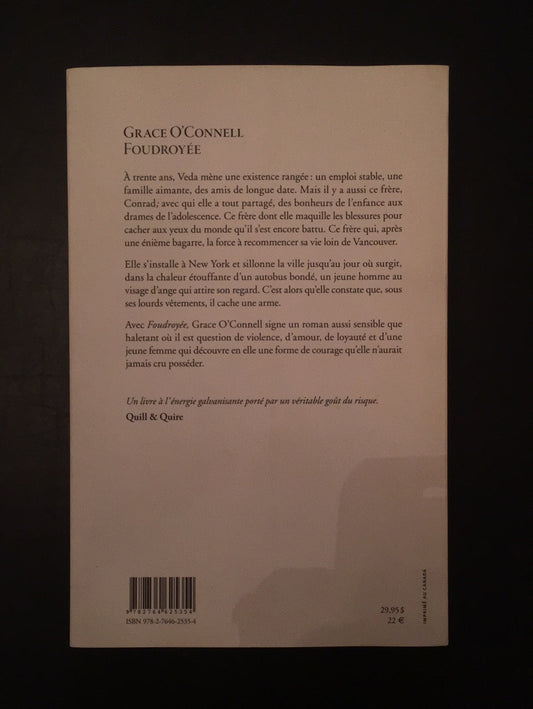 GRACE O'CONNELL
FOUDROYÉE
À trente ans, Veda mène une existence rangée : un emploi stable, une
famille aimante, des amis de longue date. Mais il y a aussi ce frère,
Conrad, avec qui elle a tout partagé, des bonheurs de l'enfance aux
drames de l'adolescence. Ce frère dont elle maquille les blessures pour
cacher aux yeux du monde qu'il s'est encore battu. Ce frère qui, après
une énième bagarre, la force à recommencer sa vie loin de Vancouver.
Elle s'installe à New York et sillonne la ville jusqu'au jour où surgit,
dans la chaleur étouffante d'un autobus bondé, un jeune homme au
visage d'ange qui attire son regard. C'est alors qu'elle constate que, sous
ses lourds vêtements, il cache une arme.
Avec Foudroyée, Grace O'Connell signe un roman aussi sensible que
haletant où il est question de violence, d'amour, de loyauté et d'une
jeune femme qui découvre en elle une forme de courage qu'elle n'aurait
jamais cru posséder.
Un livre à l'énergie galvanisante porté par un véritable goût du risque.
Quill & Quire
9 782764 625354
ISBN 978-2-7646-2535-4
29,95 $
22 €
IMPRIMÉ AU CANADA